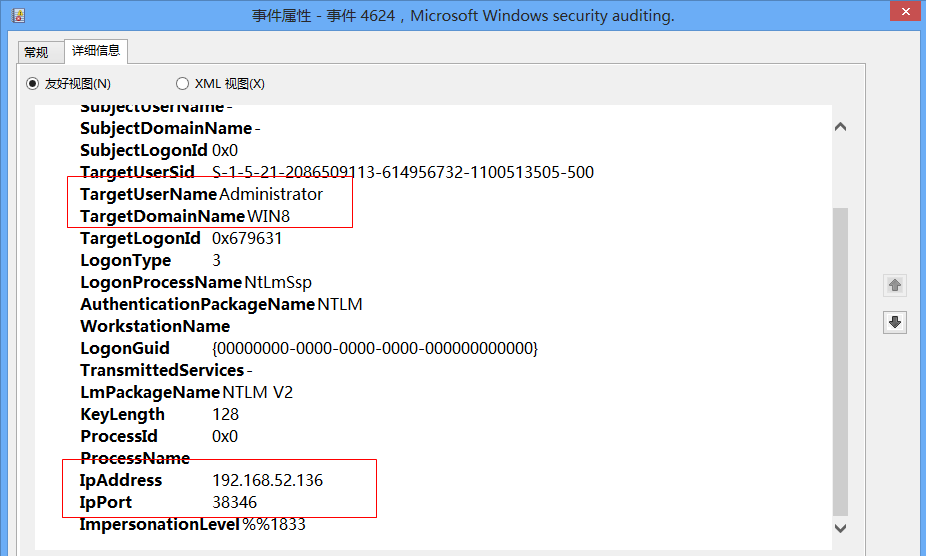 事件属性 - 事件 4624，Microsoft Windows security auditing.
常规 详细信息
友好视图(N) XML 视图(X)
SubjectUserName -
SubjectDomainName -
SubjectLogonId 0x0
TargetUserSid S-1-5-21-2086509113-614956732-1100513505-500
TargetUserName Administrator
TargetDomainName WIN8
TargetLogonId 0x679631
LogonType 3
LogonProcessName NtLmSsp
AuthenticationPackageName NTLM
WorkstationName
LogonGuid {00000000-0000-0000-0000-000000000000}
TransmittedServices -
LmPackageName NTLM V2
KeyLength 128
ProcessId 0x0
ProcessName
IpAddress 192.168.52.136
IpPort 38346
ImpersonationLevel %%1833